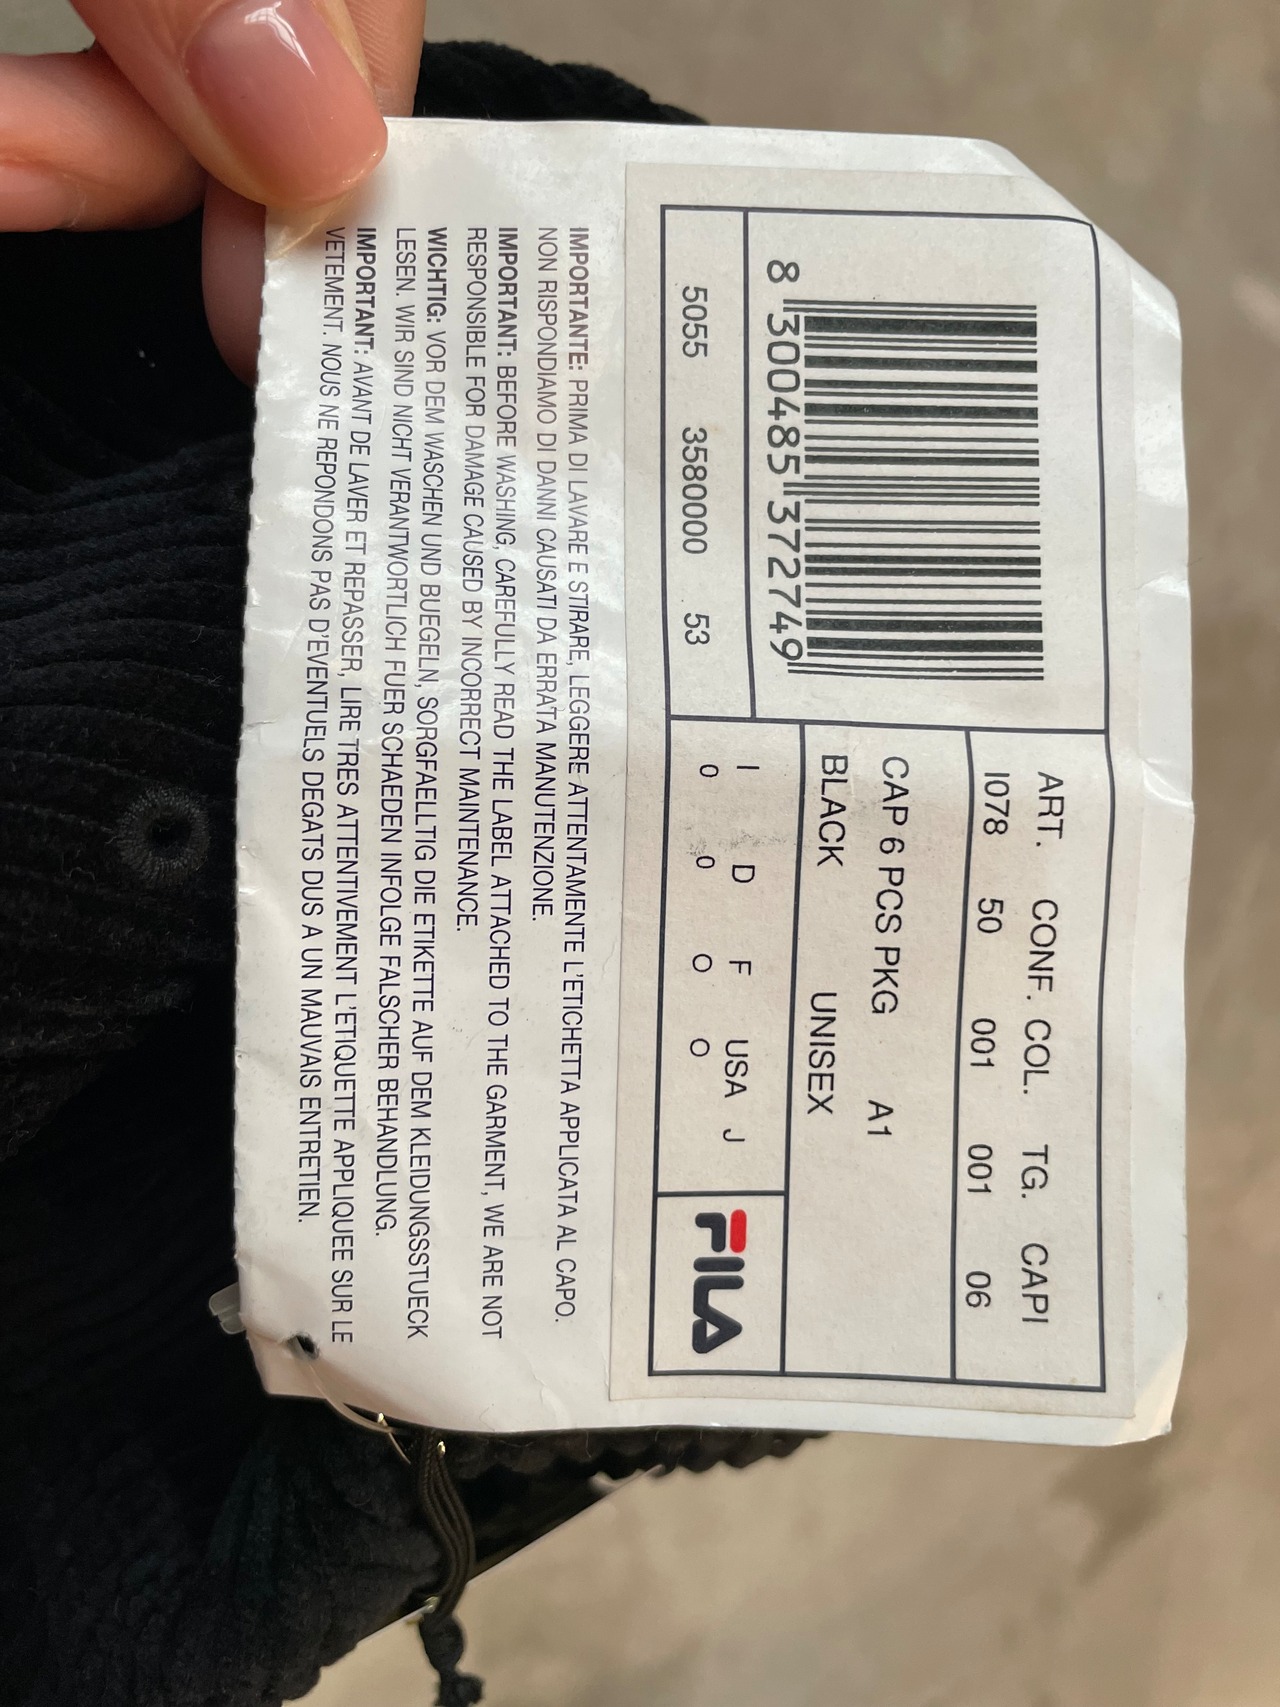 8 300485 372749
5055 3580000 53
ART. CONF. COL. TG. CAPI
I078 50 001 001 06
CAP 6 PCS PKG A1
BLACK UNISEX
I D F USA J
0 0 O O
FILA
IMPORTANTE: PRIMA DI LAVARE E STIRARE, LEGGERE ATTENTAMENTE L'ETICHETTA APPLICATA AL CAPO.
NON RISPONDIAMO DI DANNI CAUSATI DA ERRATA MANUTENZIONE.
IMPORTANT: BEFORE WASHING, CAREFULLY READ THE LABEL ATTACHED TO THE GARMENT, WE ARE NOT
RESPONSIBLE FOR DAMAGE CAUSED BY INCORRECT MAINTENANCE.
WICHTIG: VOR DEM WASCHEN UND BUEGELN, SORGFAELLTIG DIE ETIKETTE AUF DEM KLEIDUNGSSTUECK
LESEN. WIR SIND NICHT VERANTWORTLICH FUER SCHAEDEN INFOLGE FALSCHER BEHANDLUNG.
IMPORTANT: AVANT DE LAVER ET REPASSER, LIRE TRES ATTENTIVEMENT L'ETIQUETTE APPLIQUEE SUR LE
VETEMENT. NOUS NE REPONDONS PAS D'EVENTUELS DEGATS DUS A UN MAUVAIS ENTRETIEN.